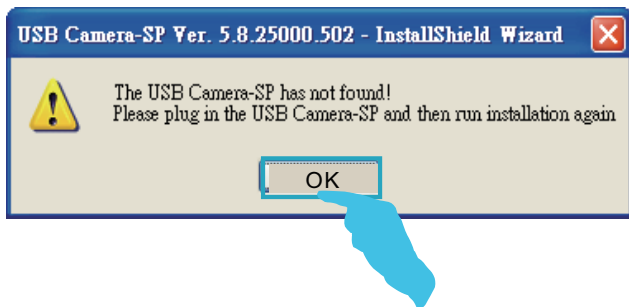 USB Camera-SP Ver. 5.8.25000.502 - InstallShield Wizard
The USB Camera-SP has not found!
Please plug in the USB Camera-SP and then run installation again
OK